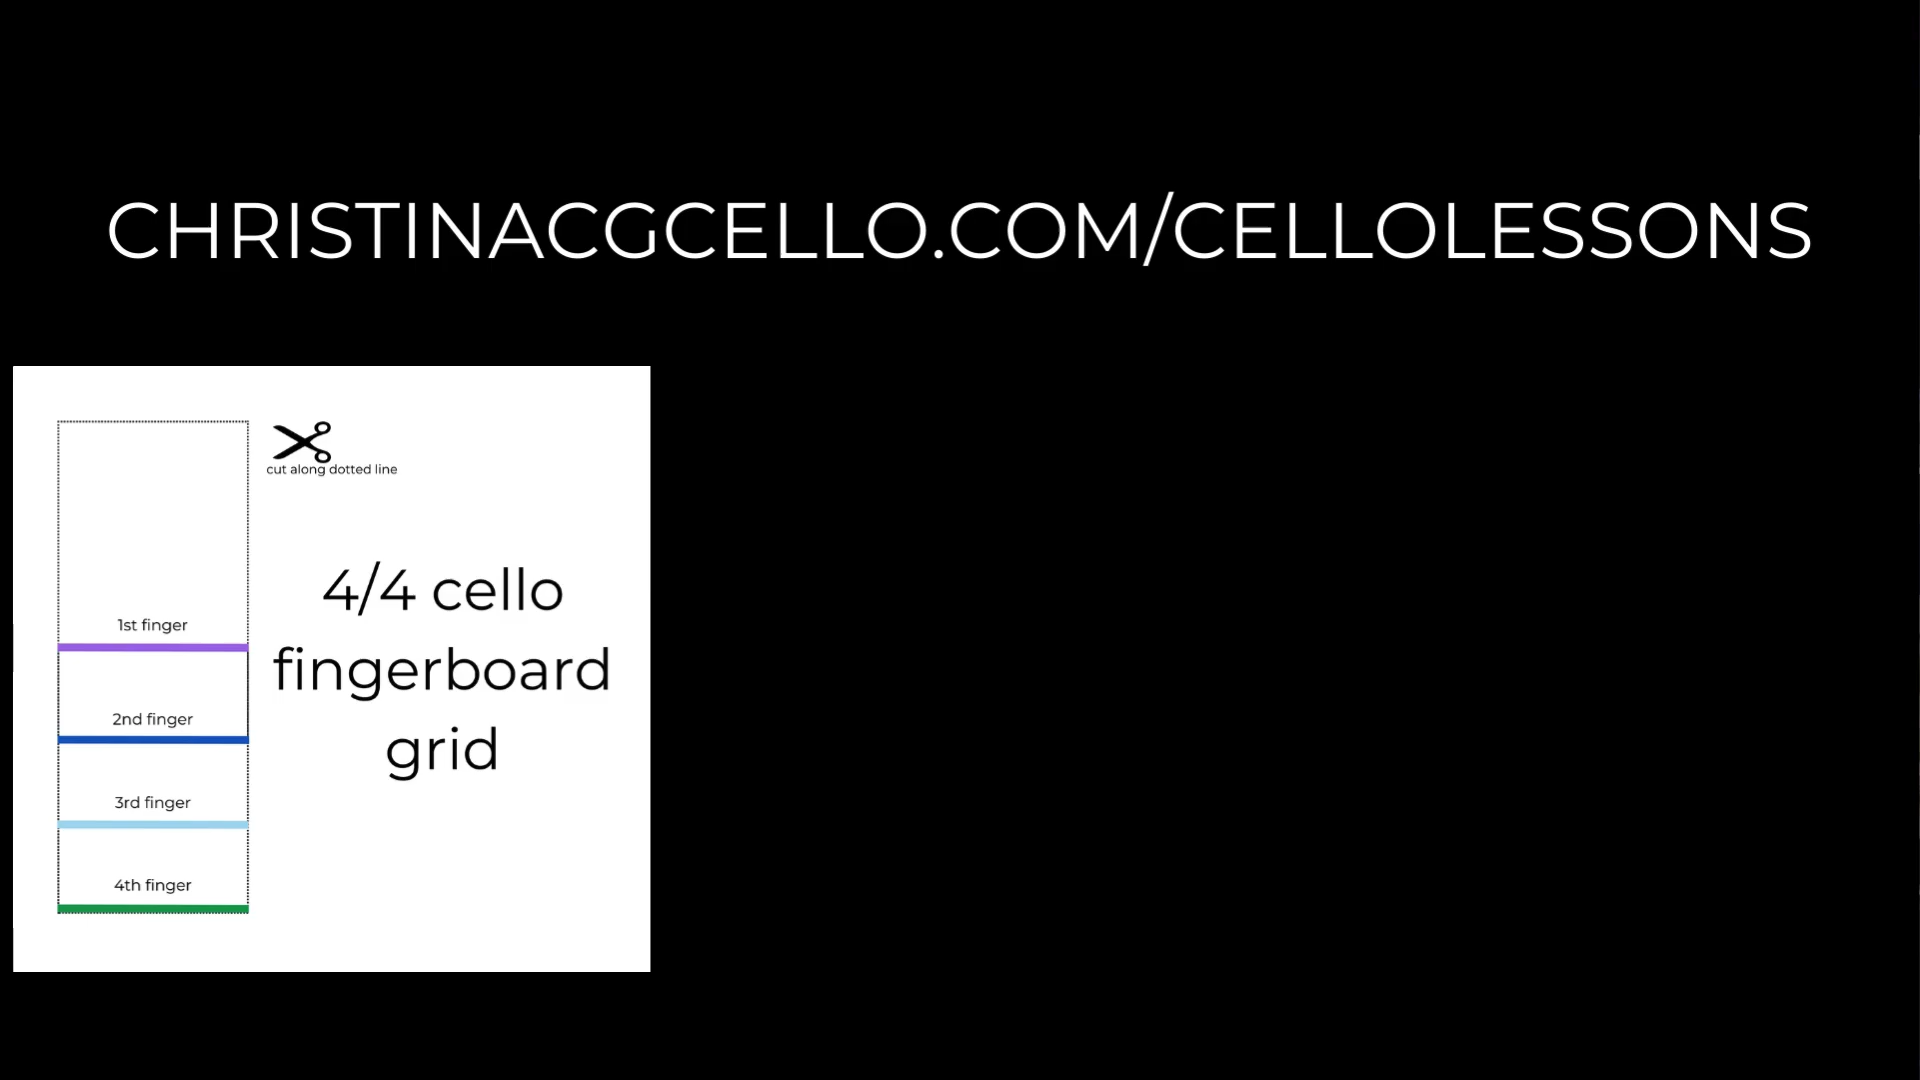 CHRISTINACGCELLO.COM/CELLOLESSONS
cut along dotted line
4/4 cello
fingerboard
grid
1st finger
2nd finger
3rd finger
4th finger